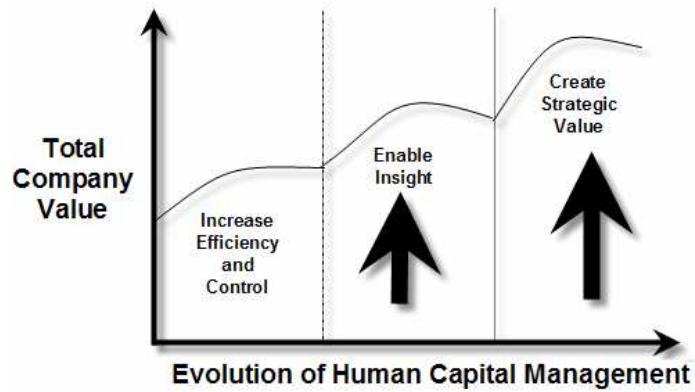 Total
Company
Value
Increase
Efficiency
and
Control
Enable
Insight
Create
Strategic
Value
Evolution of Human Capital Management